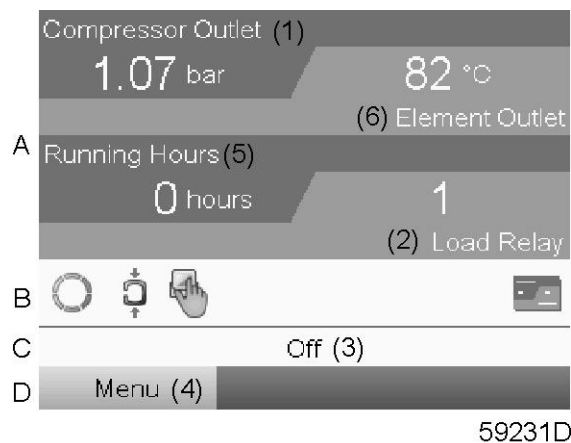 Compressor Outlet (1)
1.07 bar 82 °C
(6) Element Outlet
A
Running Hours (5)
0 hours 1
(2) Load Relay
B
C Off (3)
D Menu (4)
59231D